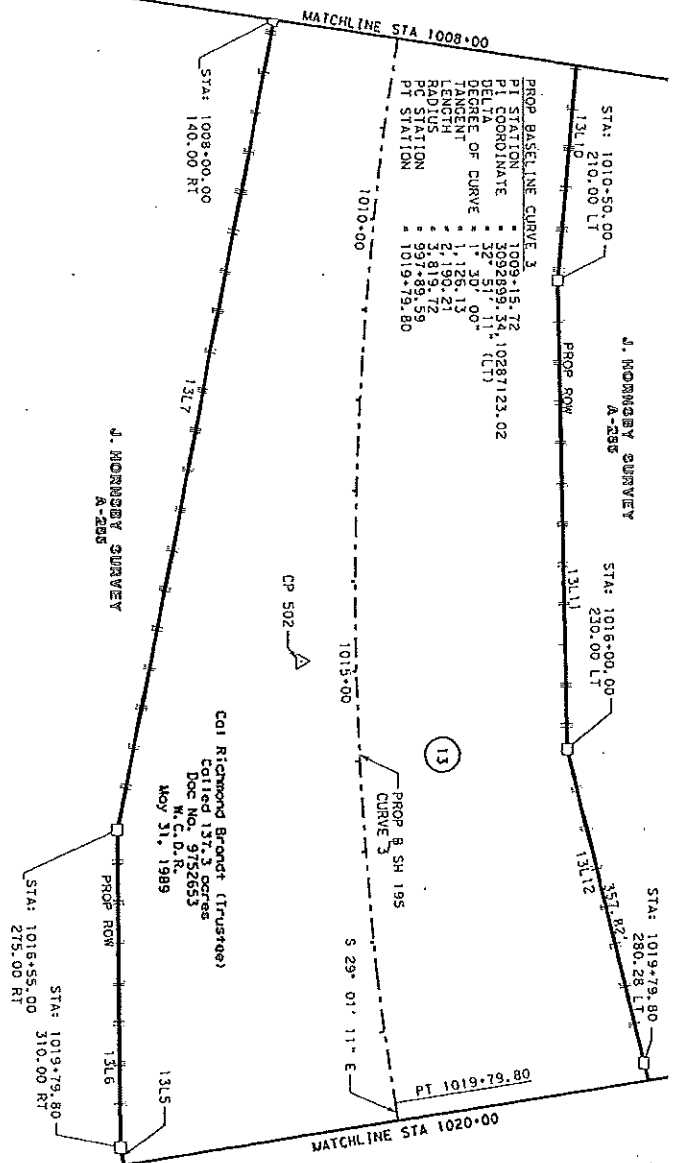 MATCHLINE STA 1008+00
STA: 1010+50.00
210.00 LT
13L10
PROP BASELINE CURVE 3
PI STATION = 1009+15.72
PI COORDINATE = 3092899.34,10287123.02
DELTA = 32° 51' 11" (LT)
DEGREE OF CURVE = 1° 30' 00"
TANGENT = 1,126.13
LENGTH = 2,190.21
RADIUS = 3,819.72
PC STATION = 997+89.59
PT STATION = 1019+79.80
J. HORNSBY SURVEY
A-285
PROP ROW
STA: 1016+00.00
230.00 LT
13L11
STA: 1019+79.80
280.28 LT
357.82'
13L12
13
PROP B SH 195
CURVE 3
1010+00
1015+00
S 29° 01' 11" E
PT 1019+79.80
MATCHLINE STA 1020+00
CP 502
STA: 1008+00.00
140.00 RT
13L7
J. HORNSBY SURVEY
A-285
Cal Richmond Brandt (Trustee)
Called 137.3 acres
Doc No. 9752653
W.C.D.R.
May 31, 1989
PROP ROW
STA: 1016+55.00
275.00 RT
13L6
STA: 1019+79.80
310.00 RT
13L5